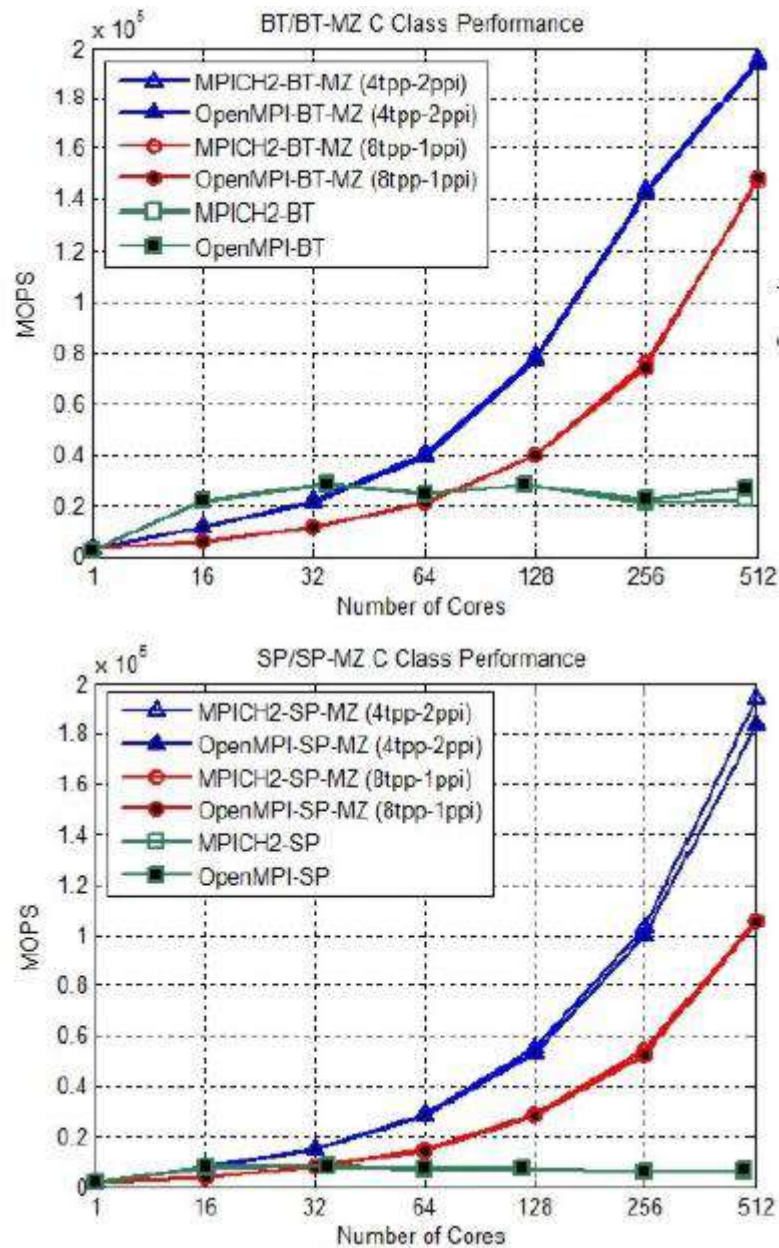 BT/BT-MZ C Class Performance
x 10⁵
2
1.8
1.6
1.4
1.2
1
0.8
0.6
0.4
0.2
0
MOPS
MPICH2-BT-MZ (4tpp-2ppi)
OpenMPI-BT-MZ (4tpp-2ppi)
MPICH2-BT-MZ (8tpp-1ppi)
OpenMPI-BT-MZ (8tpp-1ppi)
MPICH2-BT
OpenMPI-BT
1 16 32 64 128 256 512
Number of Cores
SP/SP-MZ C Class Performance
x 10⁵
2
1.8
1.6
1.4
1.2
1
0.8
0.6
0.4
0.2
0
MOPS
MPICH2-SP-MZ (4tpp-2ppi)
OpenMPI-SP-MZ (4tpp-2ppi)
MPICH2-SP-MZ (8tpp-1ppi)
OpenMPI-SP-MZ (8tpp-1ppi)
MPICH2-SP
OpenMPI-SP
1 16 32 64 128 256 512
Number of Cores